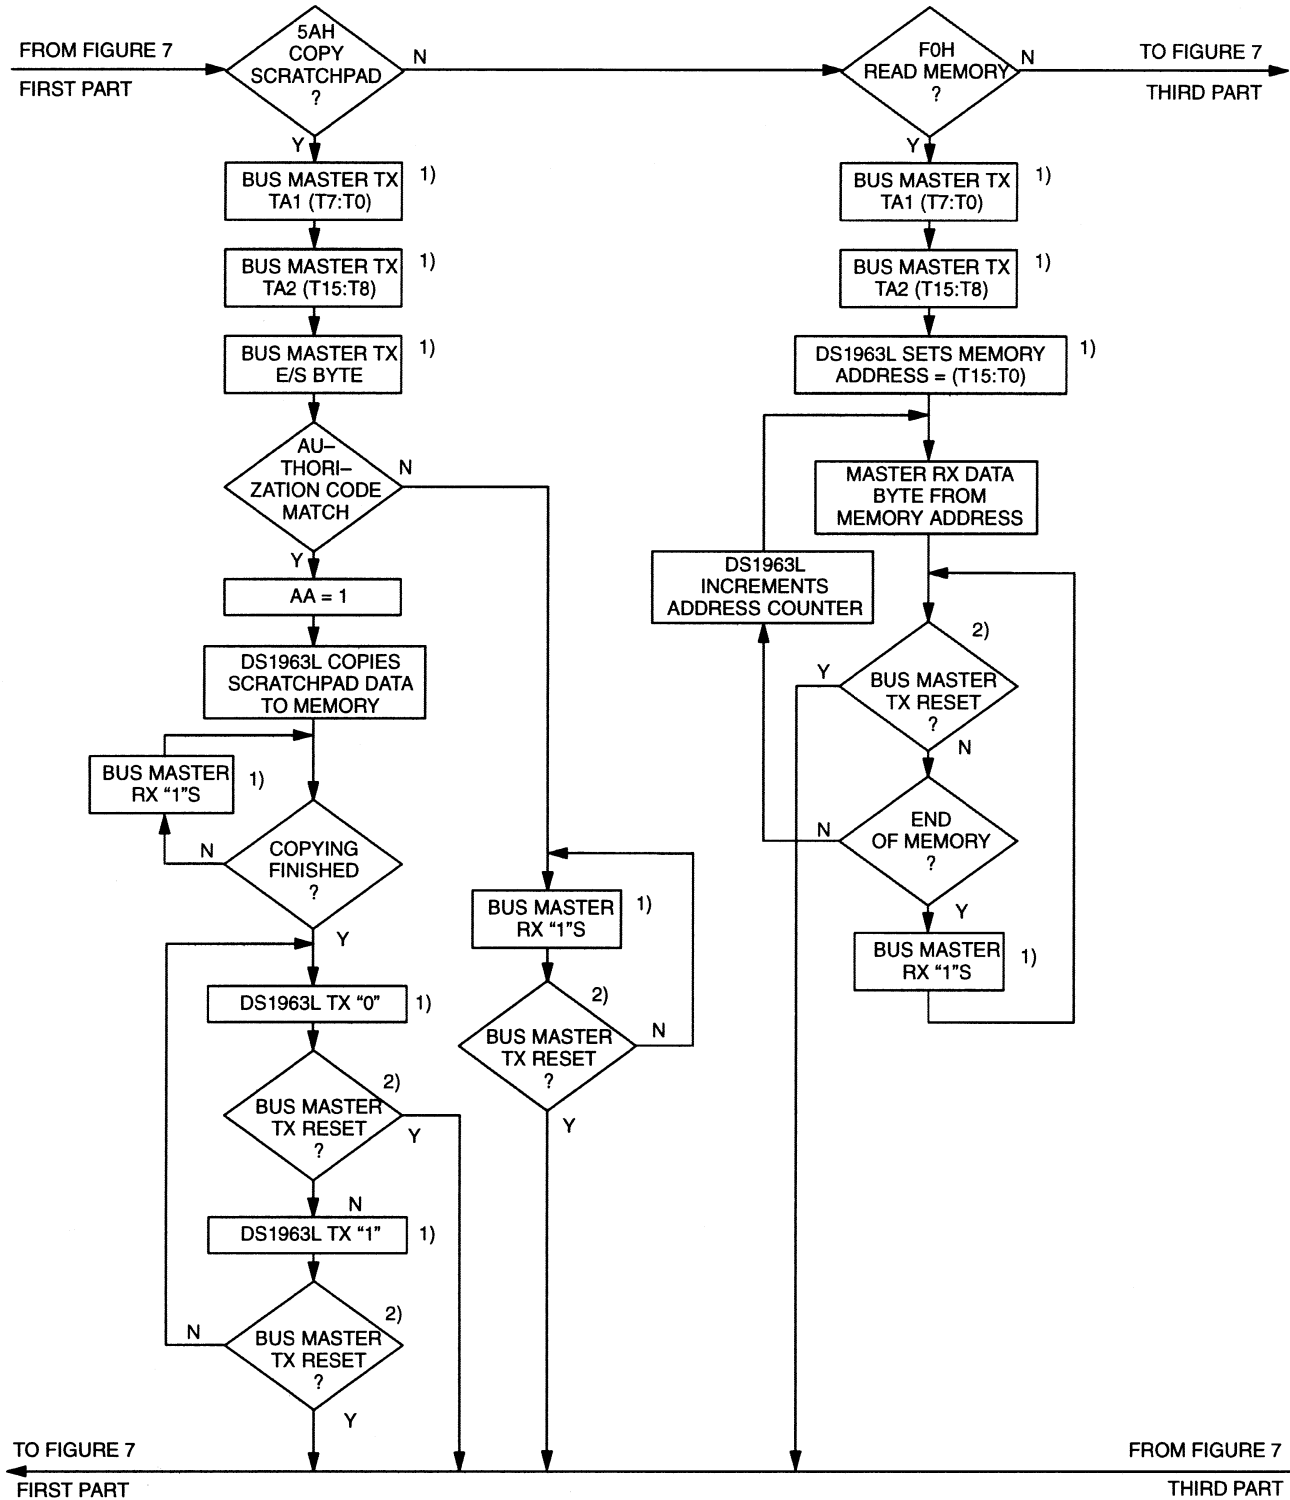 FROM FIGURE 7
FIRST PART
5AH
COPY
SCRATCHPAD
?
N
Y
BUS MASTER TX
TA1 (T7:T0)
1)
BUS MASTER TX
TA2 (T15:T8)
1)
BUS MASTER TX
E/S BYTE
1)
AU–
THORI–
ZATION CODE
MATCH
N
Y
AA = 1
DS1963L COPIES
SCRATCHPAD DATA
TO MEMORY
BUS MASTER
RX “1”S
1)
COPYING
FINISHED
?
N
Y
DS1963L TX “0”
1)
BUS MASTER
TX RESET
?
2)
Y
N
DS1963L TX “1”
1)
BUS MASTER
TX RESET
?
2)
N
Y
BUS MASTER
RX “1”S
1)
BUS MASTER
TX RESET
?
2)
N
Y
F0H
READ MEMORY
?
N
Y
TO FIGURE 7
THIRD PART
BUS MASTER TX
TA1 (T7:T0)
1)
BUS MASTER TX
TA2 (T15:T8)
1)
DS1963L SETS MEMORY
ADDRESS = (T15:T0)
1)
MASTER RX DATA
BYTE FROM
MEMORY ADDRESS
DS1963L
INCREMENTS
ADDRESS COUNTER
BUS MASTER
TX RESET
?
2)
Y
N
END
OF MEMORY
?
N
Y
BUS MASTER
RX “1”S
1)
TO FIGURE 7
FIRST PART
FROM FIGURE 7
THIRD PART